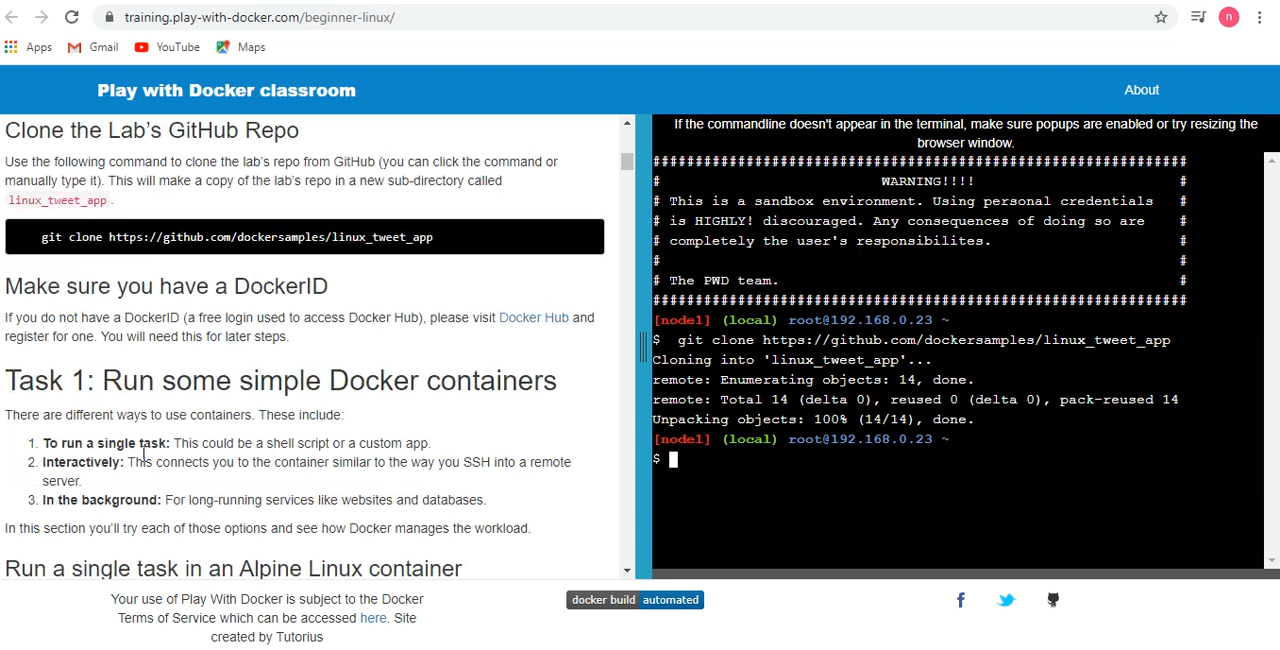 training.play-with-docker.com/beginner-linux/
n
Apps Gmail YouTube Maps
Play with Docker classroom
About
Clone the Lab’s GitHub Repo
Use the following command to clone the lab’s repo from GitHub (you can click the command or
manually type it). This will make a copy of the lab’s repo in a new sub-directory called
linux_tweet_app .
git clone https://github.com/dockersamples/linux_tweet_app
Make sure you have a DockerID
If you do not have a DockerID (a free login used to access Docker Hub), please visit Docker Hub and
register for one. You will need this for later steps.
Task 1: Run some simple Docker containers
There are different ways to use containers. These include:
1. To run a single task: This could be a shell script or a custom app.
2. Interactively: This connects you to the container similar to the way you SSH into a remote
server.
3. In the background: For long-running services like websites and databases.
In this section you’ll try each of those options and see how Docker manages the workload.
Run a single task in an Alpine Linux container
If the commandline doesn't appear in the terminal, make sure popups are enabled or try resizing the
browser window.
###############################################################
# WARNING!!!! #
# This is a sandbox environment. Using personal credentials #
# is HIGHLY! discouraged. Any consequences of doing so are #
# completely the user's responsibilites. #
# #
# The PWD team. #
###############################################################
[node1] (local) root@192.168.0.23 ~
$ git clone https://github.com/dockersamples/linux_tweet_app
Cloning into 'linux_tweet_app'...
remote: Enumerating objects: 14, done.
remote: Total 14 (delta 0), reused 0 (delta 0), pack-reused 14
Unpacking objects: 100% (14/14), done.
[node1] (local) root@192.168.0.23 ~
$
Your use of Play With Docker is subject to the Docker
Terms of Service which can be accessed here. Site
created by Tutorius
docker build automated